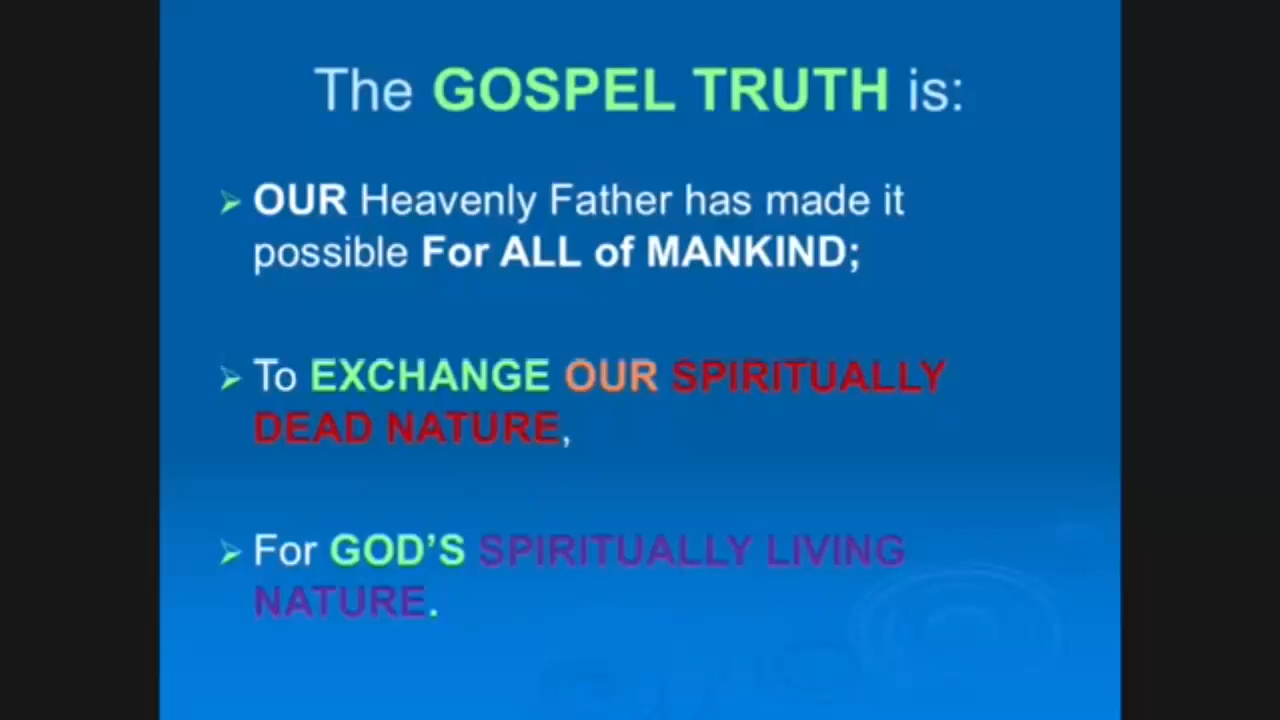 The GOSPEL TRUTH is:
➢ OUR Heavenly Father has made it
possible For ALL of MANKIND;
➢ To EXCHANGE OUR SPIRITUALLY
DEAD NATURE,
➢ For GOD’S SPIRITUALLY LIVING
NATURE.